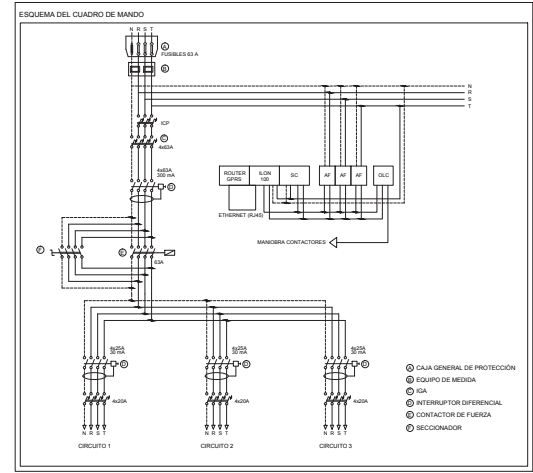 ESQUEMA DEL CUADRO DE MANDO
N R S T
A
FUSIBLES 63 A
B
N
R
S
T
ICP
C
4x63A
4x63A
300 mA
D
ROUTER
GPRS
ILON
100
SC
AF
AF
AF
OLC
ETHERNET (RJ45)
MANIOBRA CONTACTORES
F
E
63A
4x25A
30 mA
D
4x25A
30 mA
D
4x25A
30 mA
D
4x20A
4x20A
4x20A
N R S T
N R S T
N R S T
CIRCUITO 1
CIRCUITO 2
CIRCUITO 3
A CAJA GENERAL DE PROTECCIÓN
B EQUIPO DE MEDIDA
C IGA
D INTERRUPTOR DIFERENCIAL
E CONTACTOR DE FUERZA
F SECCIONADOR